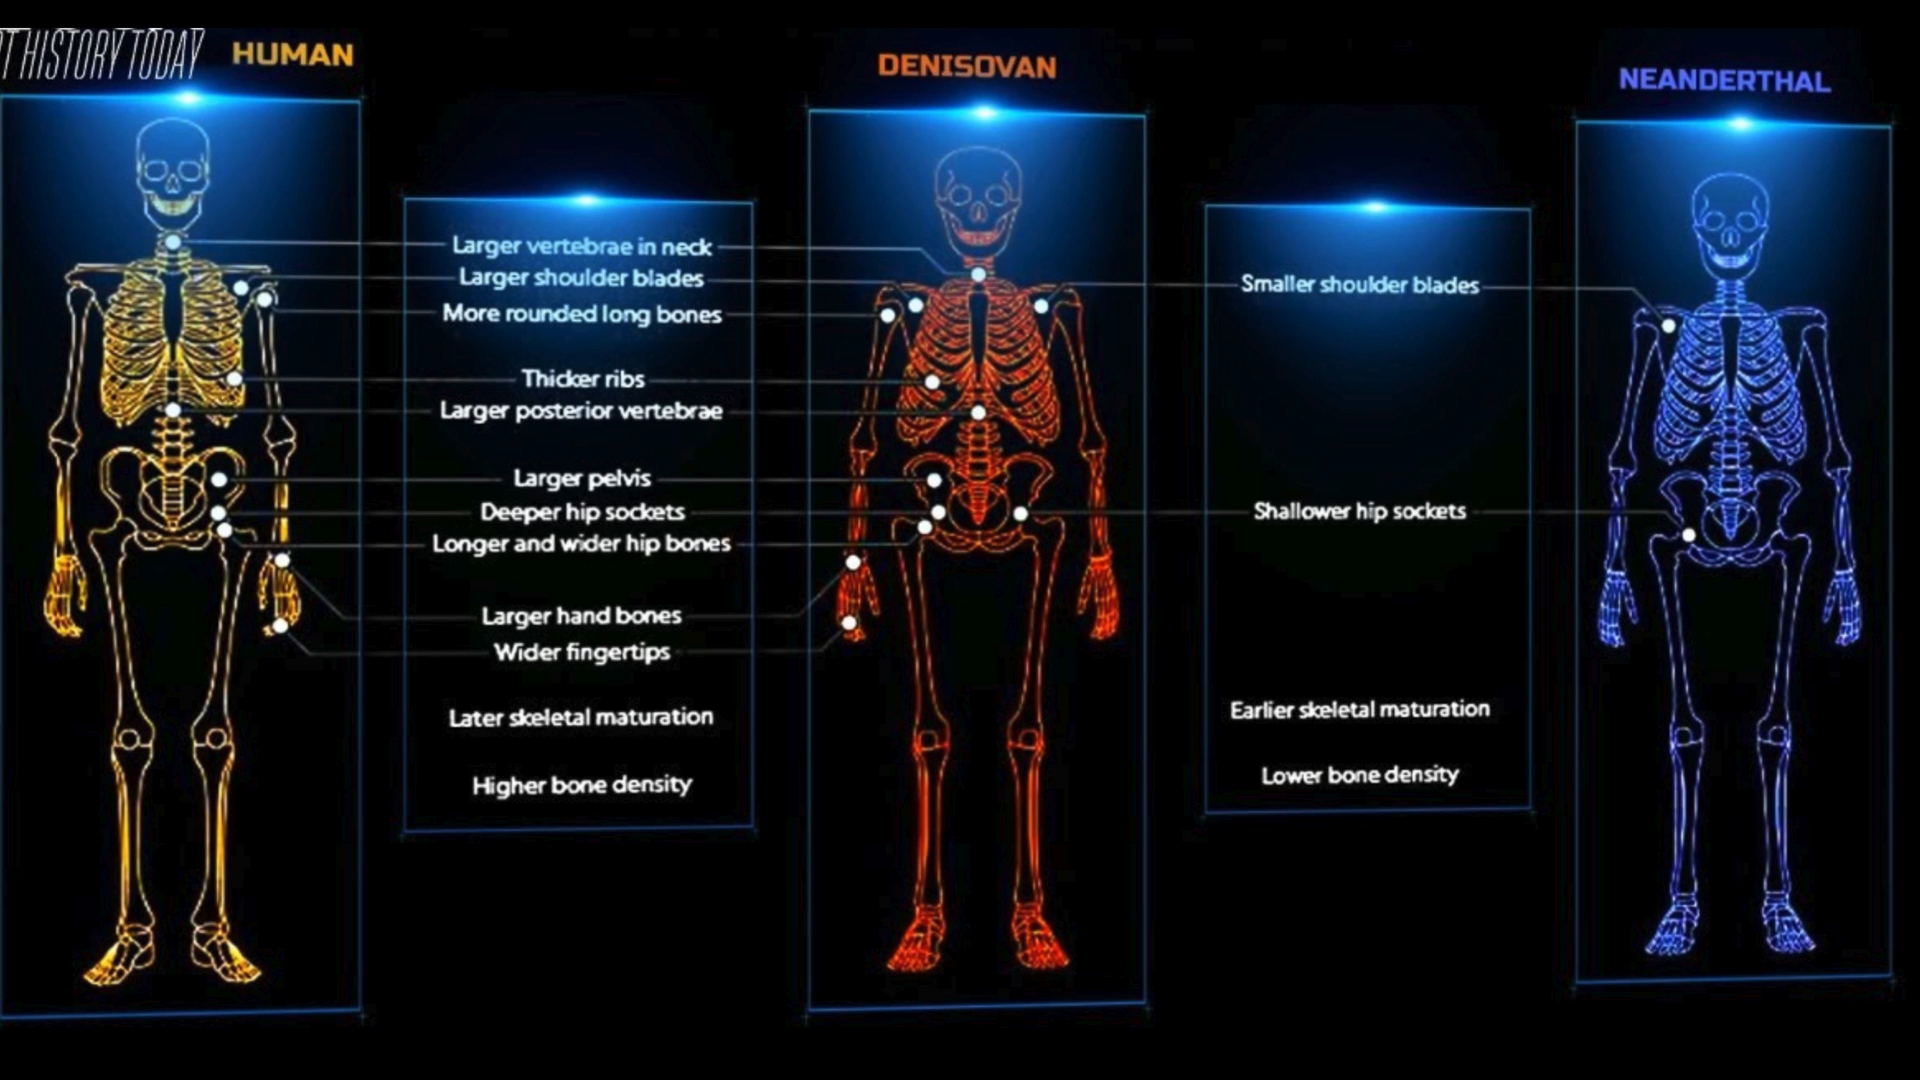 T HISTORY TODAY
HUMAN
DENISOVAN
NEANDERTHAL
Larger vertebrae in neck
Larger shoulder blades
More rounded long bones
Thicker ribs
Larger posterior vertebrae
Larger pelvis
Deeper hip sockets
Longer and wider hip bones
Larger hand bones
Wider fingertips
Later skeletal maturation
Higher bone density
Smaller shoulder blades
Shallower hip sockets
Earlier skeletal maturation
Lower bone density